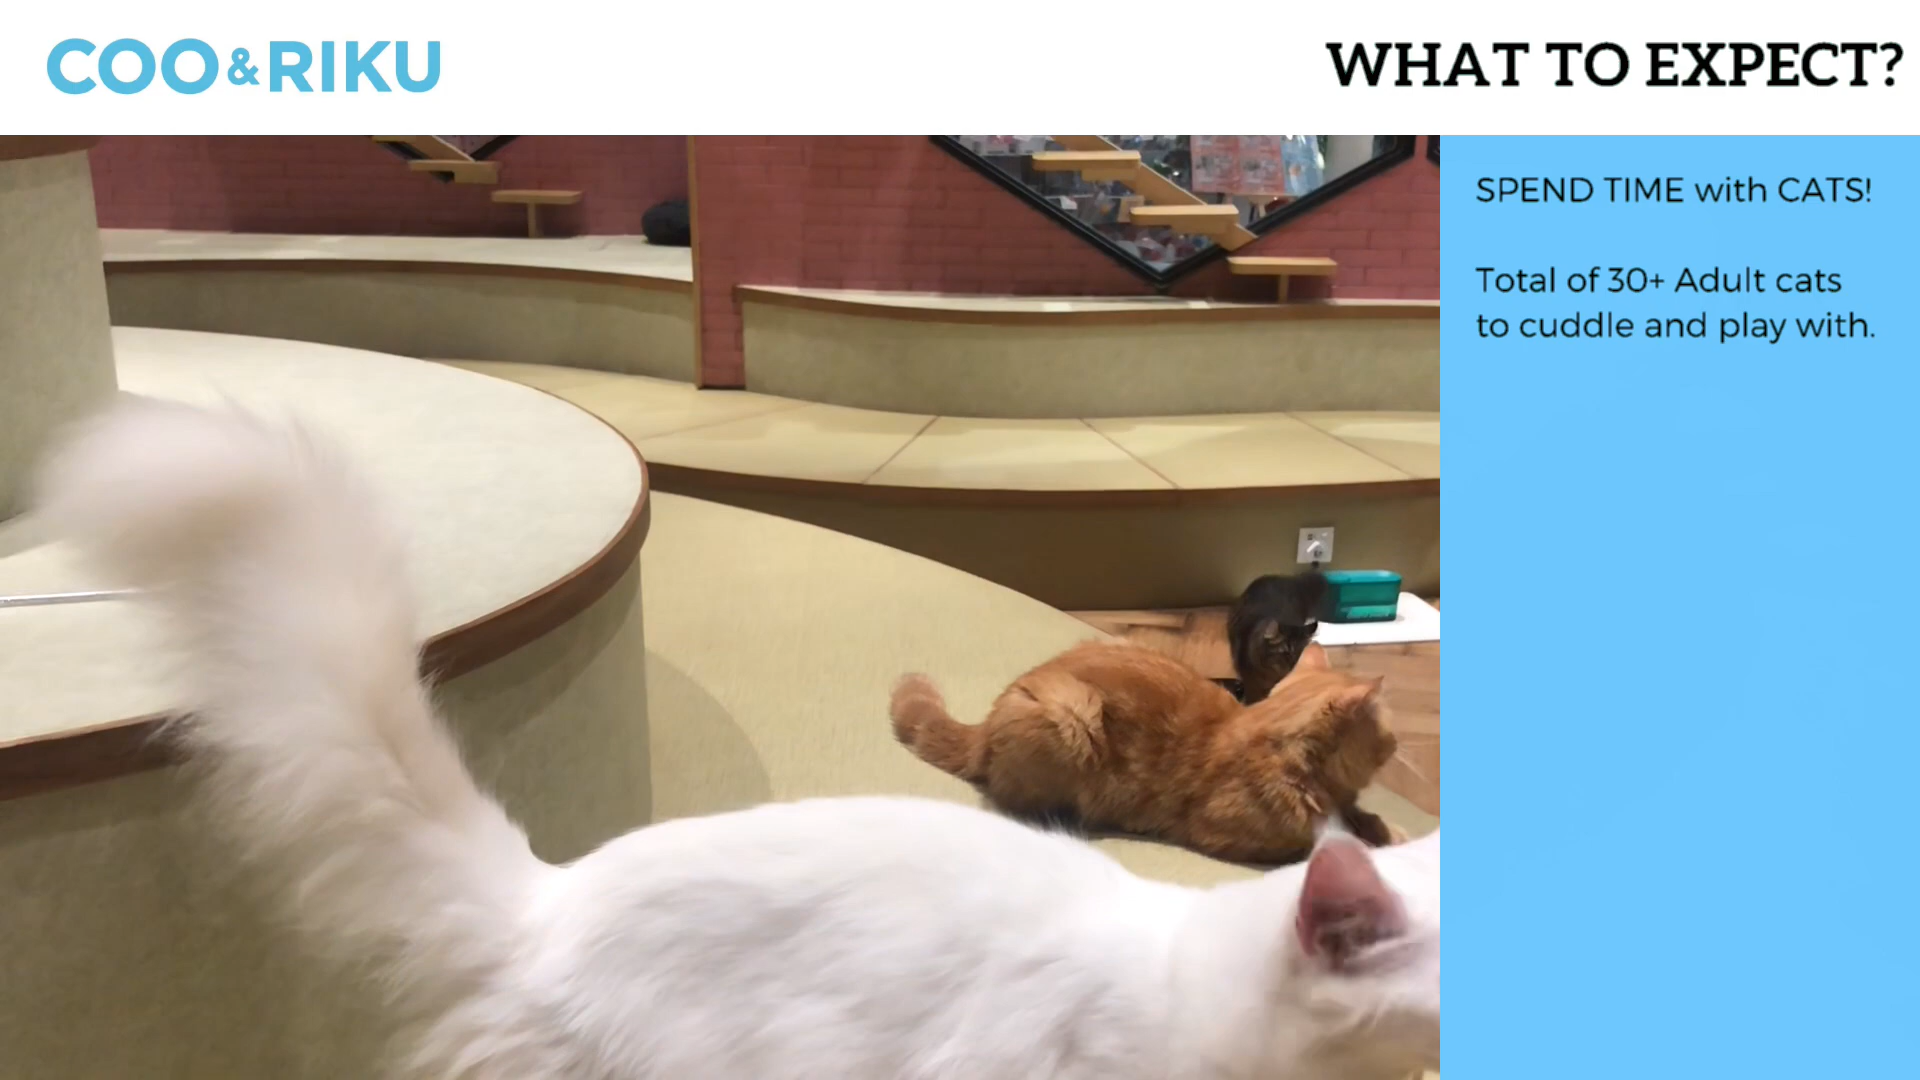 COO&RIKU
WHAT TO EXPECT?
SPEND TIME with CATS!
Total of 30+ Adult cats
to cuddle and play with.